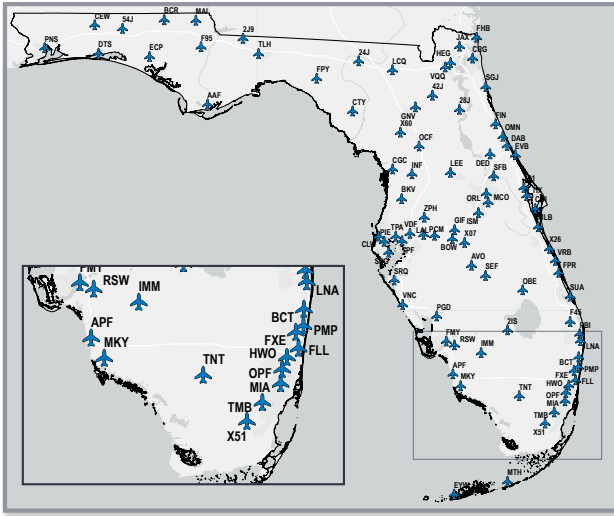 BCR
MAI
CEW
54J
2J9
FHB
PNS
DTS
ECP
F95
TLH
JAX
24J
HEG
CRG
LCQ
VQQ
FPY
SGJ
42J
AAF
CTY
28J
GNV
X60
FIN
OMN
OCF
DAB
EVB
CGC
INF
LEE
DED
SFB
BKV
ORL
MCO
ZPH
ISM
GIF
PIE
TPA
VDF
LAL
PCM
CLW
SPF
BOW
X07
MLB
X26
VRB
AVO
SEF
FPR
SRQ
OBE
SUA
VNC
PGD
F45
2IS
PBI
FMY
RSW
IMM
LNA
APF
MKY
BCT
PMP
FXE
HWO
FLL
TNT
OPF
MIA
TMB
X51
MTH
EYW
FMY
RSW
IMM
LNA
APF
MKY
BCT
PMP
FXE
HWO
FLL
TNT
OPF
MIA
TMB
X51